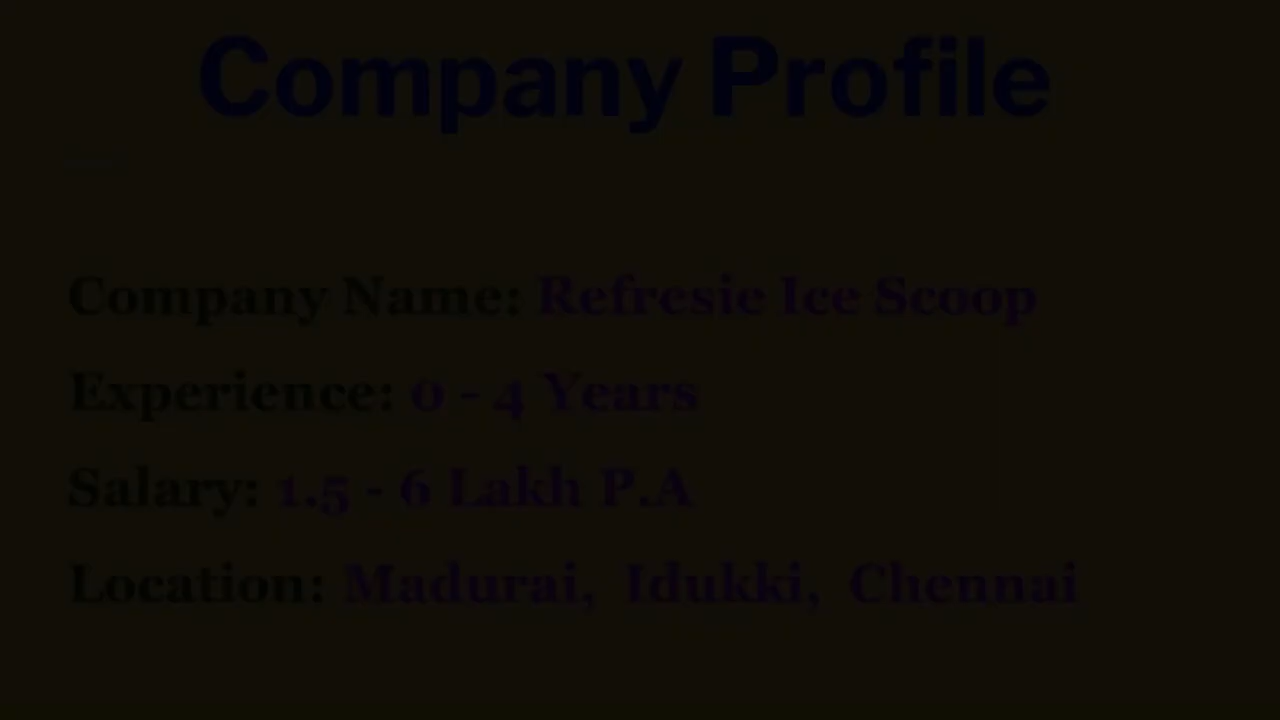 Company Profile
Company Name: Refresie Ice Scoop
Experience: 0 - 4 Years
Salary: 1.5 - 6 Lakh P.A
Location: Madurai, Idukki, Chennai